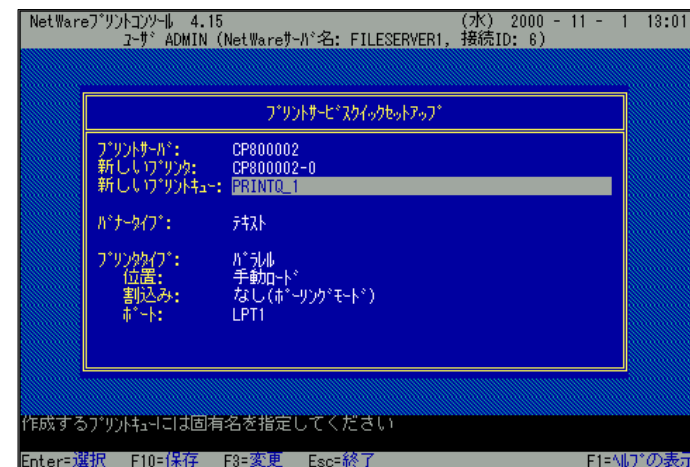 NetWareﾌﾟﾘﾝﾄｺﾝｿｰﾙ 4.15 (水) 2000 - 11 - 1 13:01
ﾕｰｻﾞ ADMIN (NetWareｻｰﾊﾞ名: FILESERVER1, 接続ID: 6)
ﾌﾟﾘﾝﾄｻｰﾋﾞｽｸｲｯｸｾｯﾄｱｯﾌﾟ
ﾌﾟﾘﾝﾄｻｰﾊﾞ: CP800002
新しいﾌﾟﾘﾝﾀ: CP800002-0
新しいﾌﾟﾘﾝﾄｷｭｰ: PRINTQ_1
ﾊﾞﾅｰﾀｲﾌﾟ: ﾃｷｽﾄ
ﾌﾟﾘﾝﾀﾀｲﾌﾟ: ﾊﾟﾗﾚﾙ
位置: 手動ﾛｰﾄﾞ
割込み: なし(ﾎﾟｰﾘﾝｸﾞﾓｰﾄﾞ)
ﾎﾟｰﾄ: LPT1
作成するﾌﾟﾘﾝﾄｷｭｰには固有名を指定してください
Enter=選択 F10=保存 F3=変更 Esc=終了 F1=ﾍﾙﾌﾟの表示